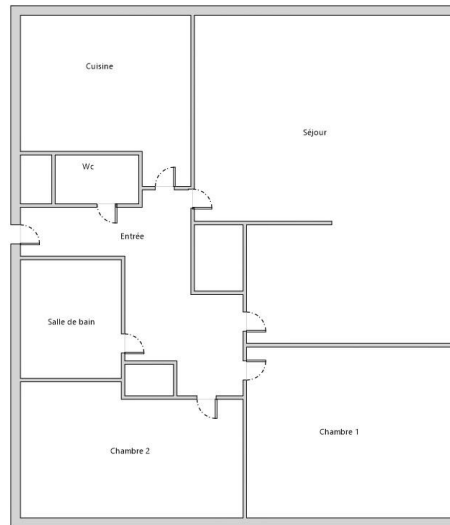 Cuisine
Séjour
Wc
Entrée
Salle de bain
Chambre 1
Chambre 2